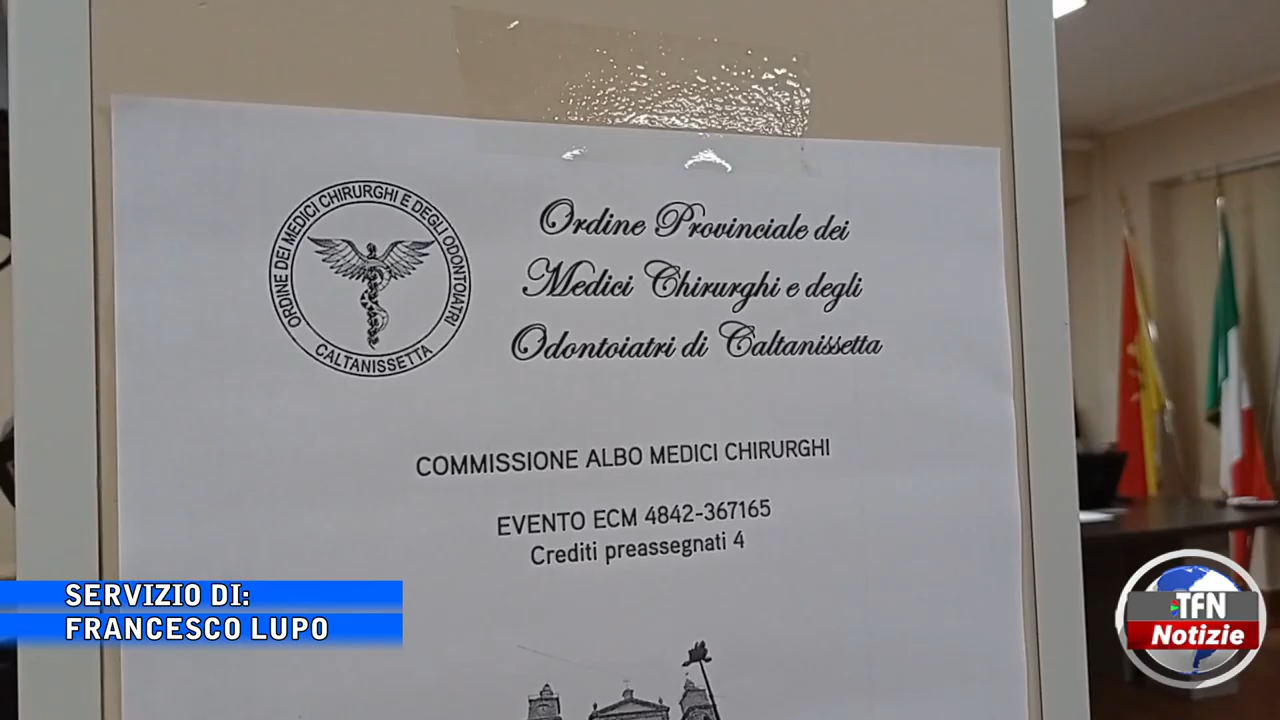 ORDINE DEI MEDICI CHIRURGHI E DEGLI ODONTOIATRI
CALTANISSETTA
Ordine Provinciale dei
Medici Chirurghi e degli
Odontoiatri di Caltanissetta
COMMISSIONE ALBO MEDICI CHIRURGHI
EVENTO ECM 4842-367165
Crediti preassegnati 4
SERVIZIO DI:
FRANCESCO LUPO
TFN
Notizie